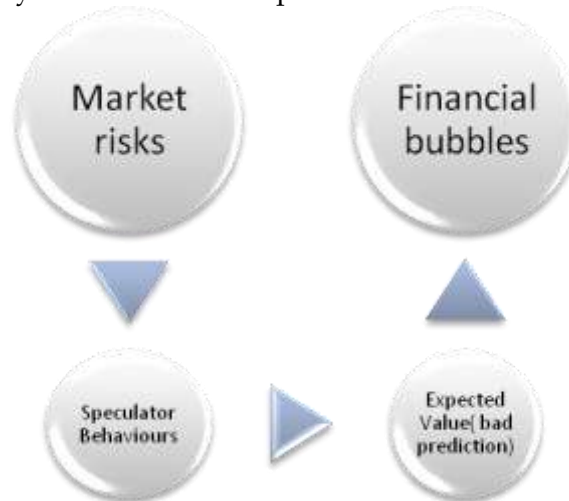 Market
risks
Financial
bubbles
Speculator
Behaviours
Expected
Value( bad
prediction)